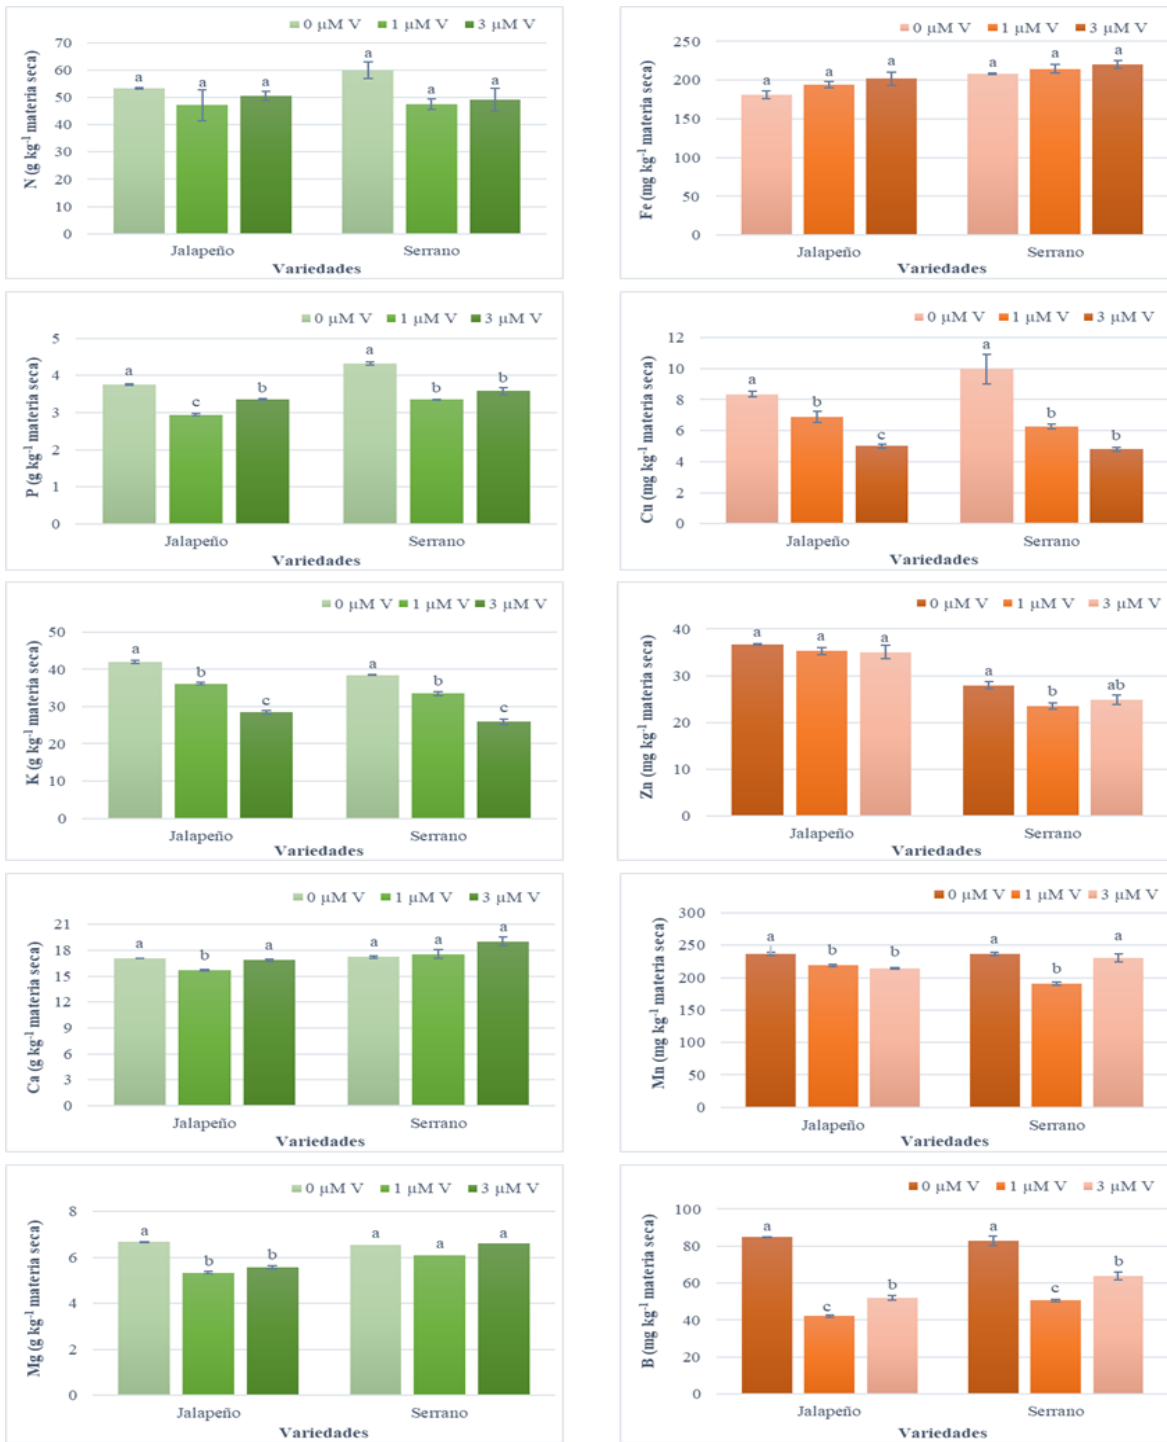 0 µM V 1 µM V 3 µM V
N (g kg-1 materia seca)
70
60
50
40
30
20
10
0
a a a a a a
Jalapeño Serrano
Variedades
0 µM V 1 µM V 3 µM V
Fe (mg kg-1 materia seca)
250
200
150
100
50
0
a a a a a a
Jalapeño Serrano
Variedades
0 µM V 1 µM V 3 µM V
P (g kg-1 materia seca)
5
4
3
2
1
0
a c b a b b
Jalapeño Serrano
Variedades
0 µM V 1 µM V 3 µM V
Cu (mg kg-1 materia seca)
12
10
8
6
4
2
0
a b c a b b
Jalapeño Serrano
Variedades
0 µM V 1 µM V 3 µM V
K (g kg-1 materia seca)
50
40
30
20
10
0
a b c a b c
Jalapeño Serrano
Variedades
0 µM V 1 µM V 3 µM V
Zn (mg kg-1 materia seca)
40
30
20
10
0
a a a a b ab
Jalapeño Serrano
Variedades
0 µM V 1 µM V 3 µM V
Ca (g kg-1 materia seca)
21
18
15
12
9
6
3
0
a b a a a a
Jalapeño Serrano
Variedades
0 µM V 1 µM V 3 µM V
Mn (mg kg-1 materia seca)
300
250
200
150
100
50
0
a b b a b a
Jalapeño Serrano
Variedades
0 µM V 1 µM V 3 µM V
Mg (g kg-1 materia seca)
8
6
4
2
0
a b b a a a
Jalapeño Serrano
Variedades
0 µM V 1 µM V 3 µM V
B (mg kg-1 materia seca)
100
80
60
40
20
0
a c b a c b
Jalapeño Serrano
Variedades